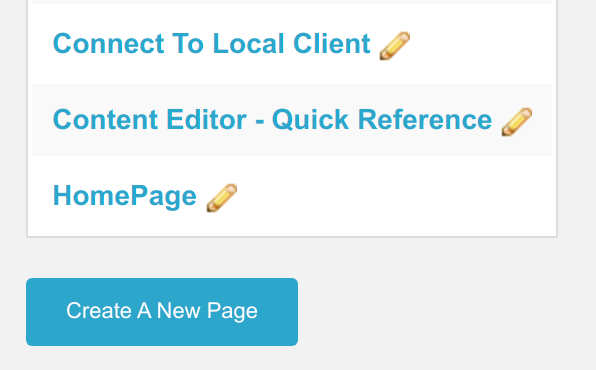 Connect To Local Client
Content Editor - Quick Reference
HomePage
Create A New Page